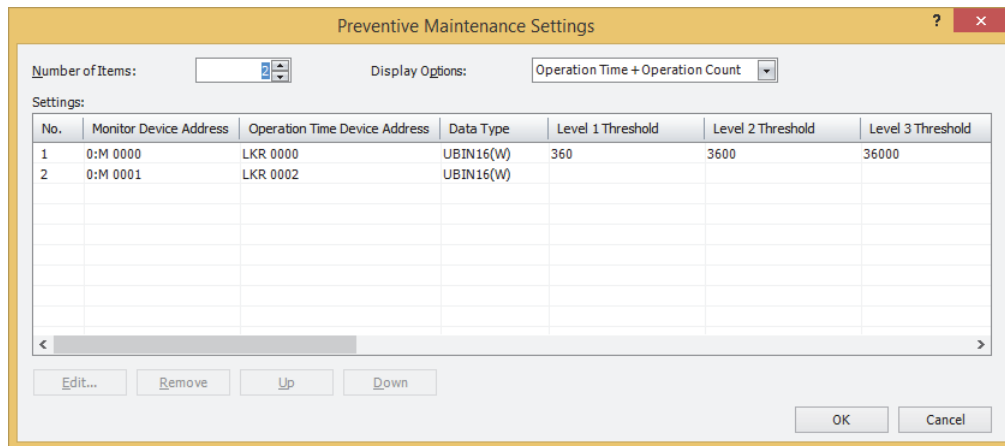 Preventive Maintenance Settings ? ×
Number of Items: 2 Display Options: Operation Time + Operation Count
Settings:
No. Monitor Device Address Operation Time Device Address Data Type Level 1 Threshold Level 2 Threshold Level 3 Threshold
1 0:M 0000 LKR 0000 UBIN16(W) 360 3600 36000
2 0:M 0001 LKR 0002 UBIN16(W)
Edit... Remove Up Down
OK Cancel